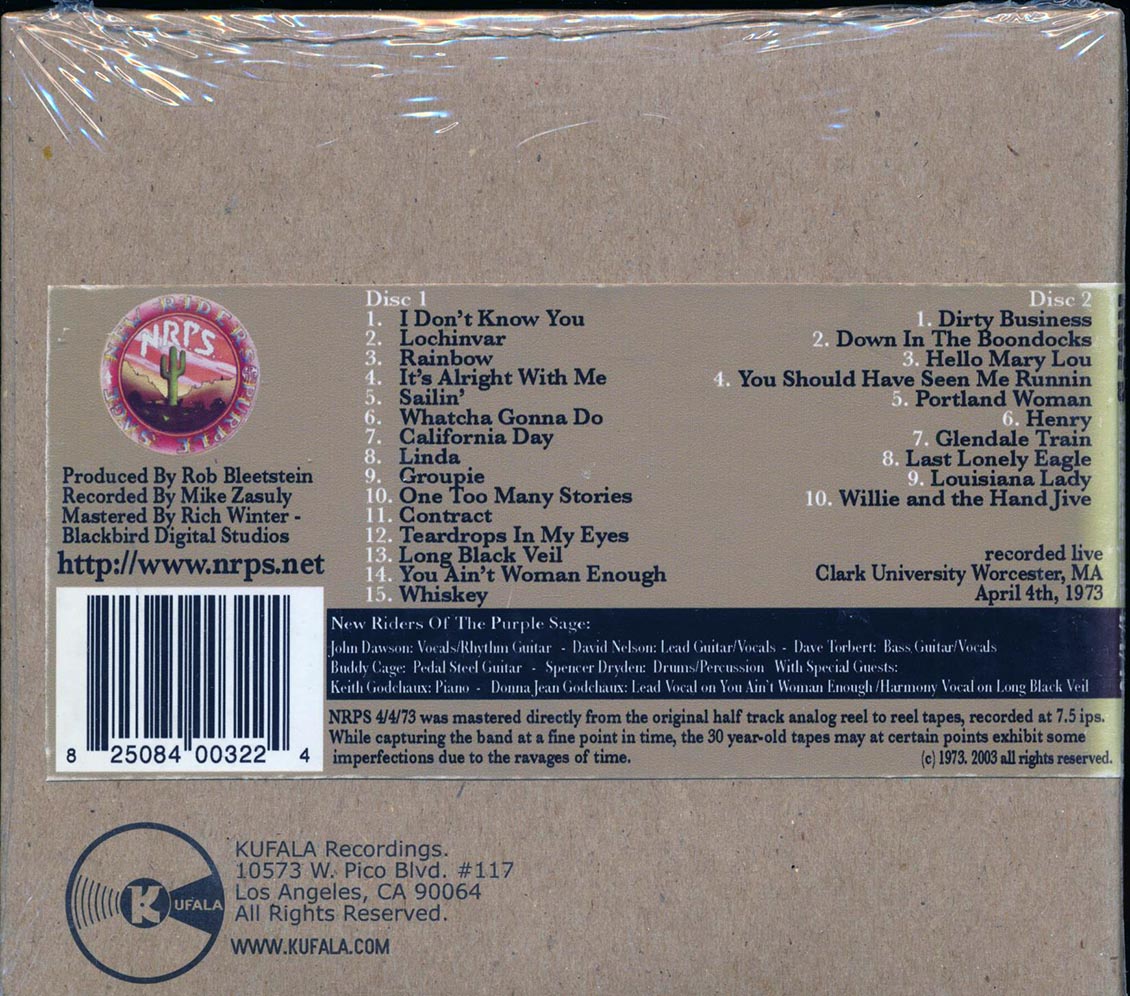 NEW RIDERS PURPLE SAGE
NRPS
Produced By Rob Bleetstein
Recorded By Mike Zasuly
Mastered By Rich Winter -
Blackbird Digital Studios
http://www.nrps.net
8 25084 00322 4
Disc 1
1. I Don't Know You
2. Lochinvar
3. Rainbow
4. It's Alright With Me
5. Sailin'
6. Whatcha Gonna Do
7. California Day
8. Linda
9. Groupie
10. One Too Many Stories
11. Contract
12. Teardrops In My Eyes
13. Long Black Veil
14. You Ain't Woman Enough
15. Whiskey
Disc 2
1. Dirty Business
2. Down In The Boondocks
3. Hello Mary Lou
4. You Should Have Seen Me Runnin
5. Portland Woman
6. Henry
7. Glendale Train
8. Last Lonely Eagle
9. Louisiana Lady
10. Willie and the Hand Jive
recorded live
Clark University Worcester, MA
April 4th, 1973
New Riders Of The Purple Sage:
John Dawson: Vocals/Rhythm Guitar - David Nelson: Lead Guitar/Vocals - Dave Torbert: Bass Guitar/Vocals
Buddy Cage: Pedal Steel Guitar - Spencer Dryden: Drums/Percussion With Special Guests:
Keith Godchaux: Piano - Donna Jean Godchaux: Lead Vocal on You Ain't Woman Enough/Harmony Vocal on Long Black Veil
NRPS 4/4/73 was mastered directly from the original half track analog reel to reel tapes, recorded at 7.5 ips.
While capturing the band at a fine point in time, the 30 year-old tapes may at certain points exhibit some
imperfections due to the ravages of time.
(c) 1973. 2003 all rights reserved.
KUFALA
KUFALA Recordings.
10573 W. Pico Blvd. #117
Los Angeles, CA 90064
All Rights Reserved.
WWW.KUFALA.COM